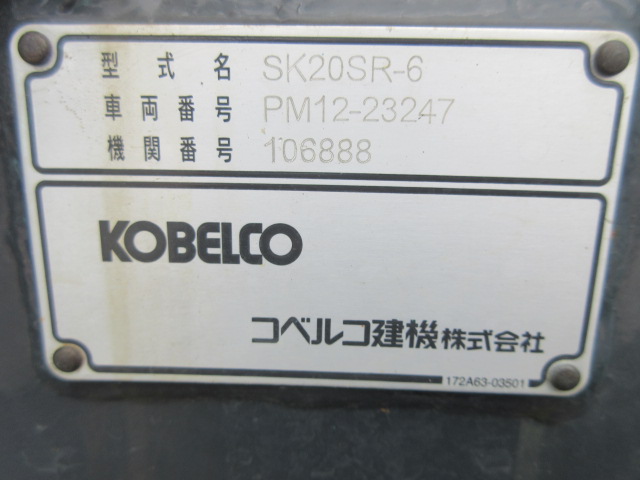 型式名 SK20SR-6
車両番号 PM12-23247
機関番号 106888
KOBELCO
コベルコ建機株式会社
172A63-03501